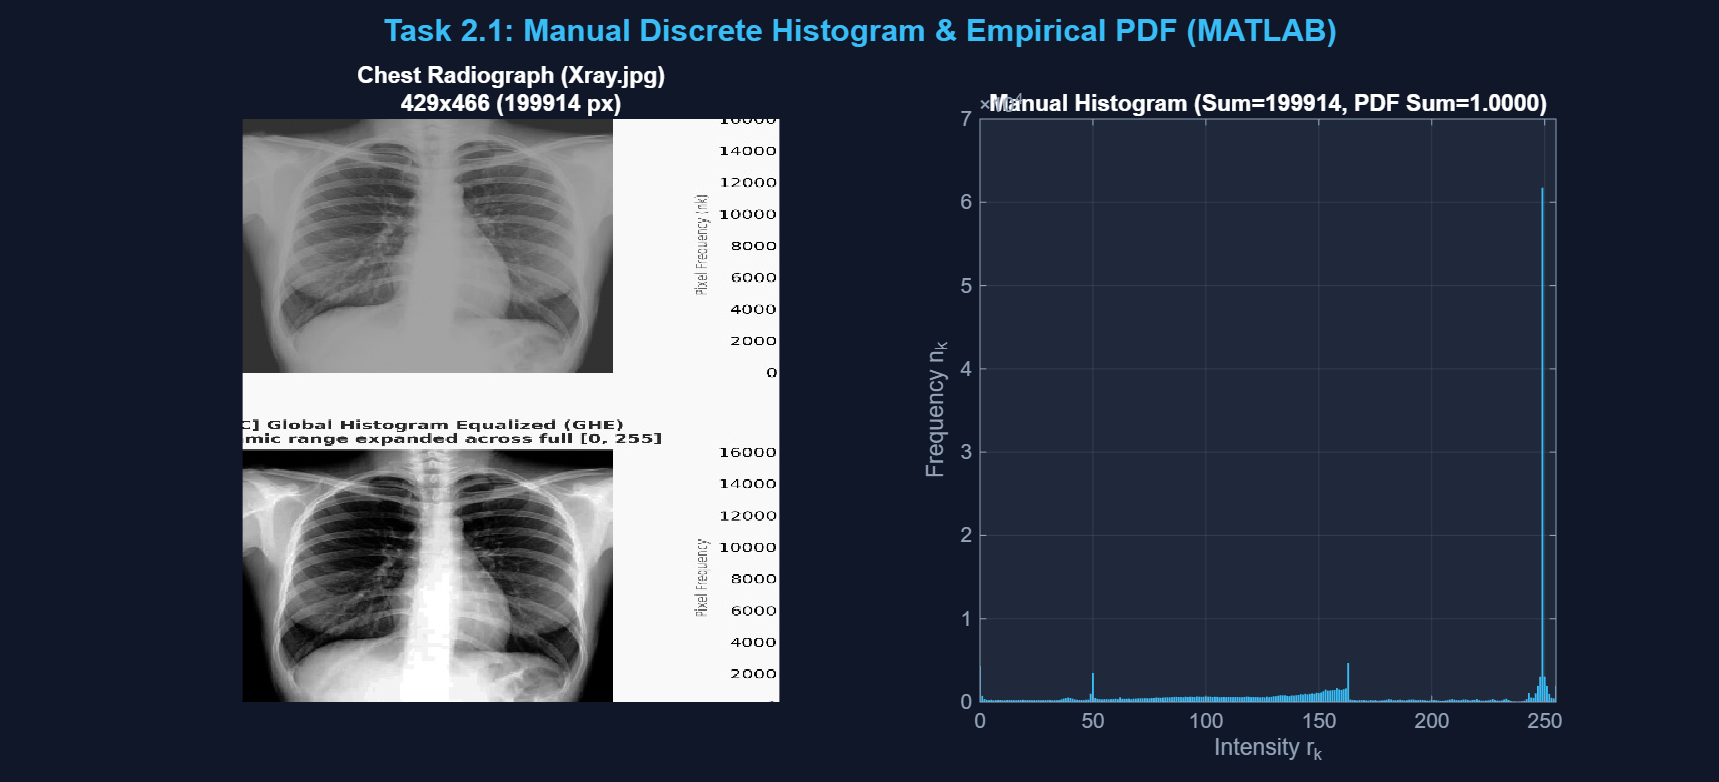 Task 2.1: Manual Discrete Histogram & Empirical PDF (MATLAB)
Chest Radiograph (Xray.jpg)
429x466 (199914 px)
16000
14000
12000
10000
8000
6000
4000
2000
0
Pixel Frequency (nk)
C] Global Histogram Equalized (GHE)
mic range expanded across full [0, 255]
16000
14000
12000
10000
8000
6000
4000
2000
Pixel Frequency
Manual Histogram (Sum=199914, PDF Sum=1.0000)
7
6
5
4
3
2
1
0
Frequency nk
0 50 100 150 200 250
Intensity rk